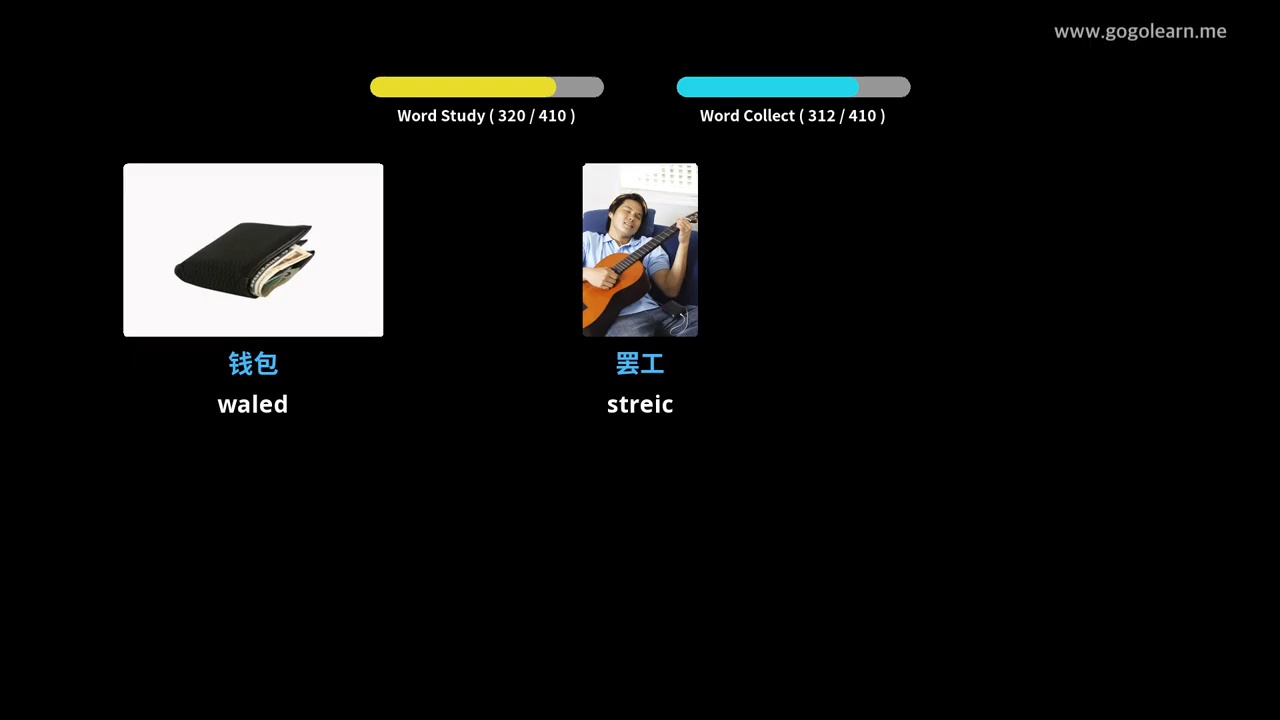 www.gogolearn.me
Word Study ( 320 / 410 )
Word Collect ( 312 / 410 )
钱包
waled
罢工
streic